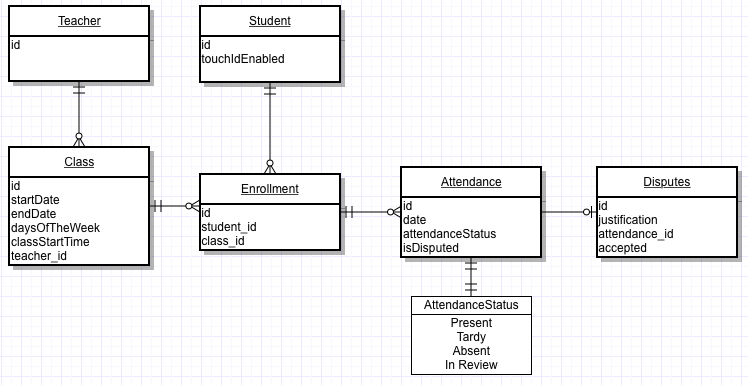 Teacher
id
Student
id
touchIdEnabled
Class
id
startDate
endDate
daysOfTheWeek
classStartTime
teacher_id
Enrollment
id
student_id
class_id
Attendance
id
date
attendanceStatus
isDisputed
Disputes
id
justification
attendance_id
accepted
AttendanceStatus
Present
Tardy
Absent
In Review